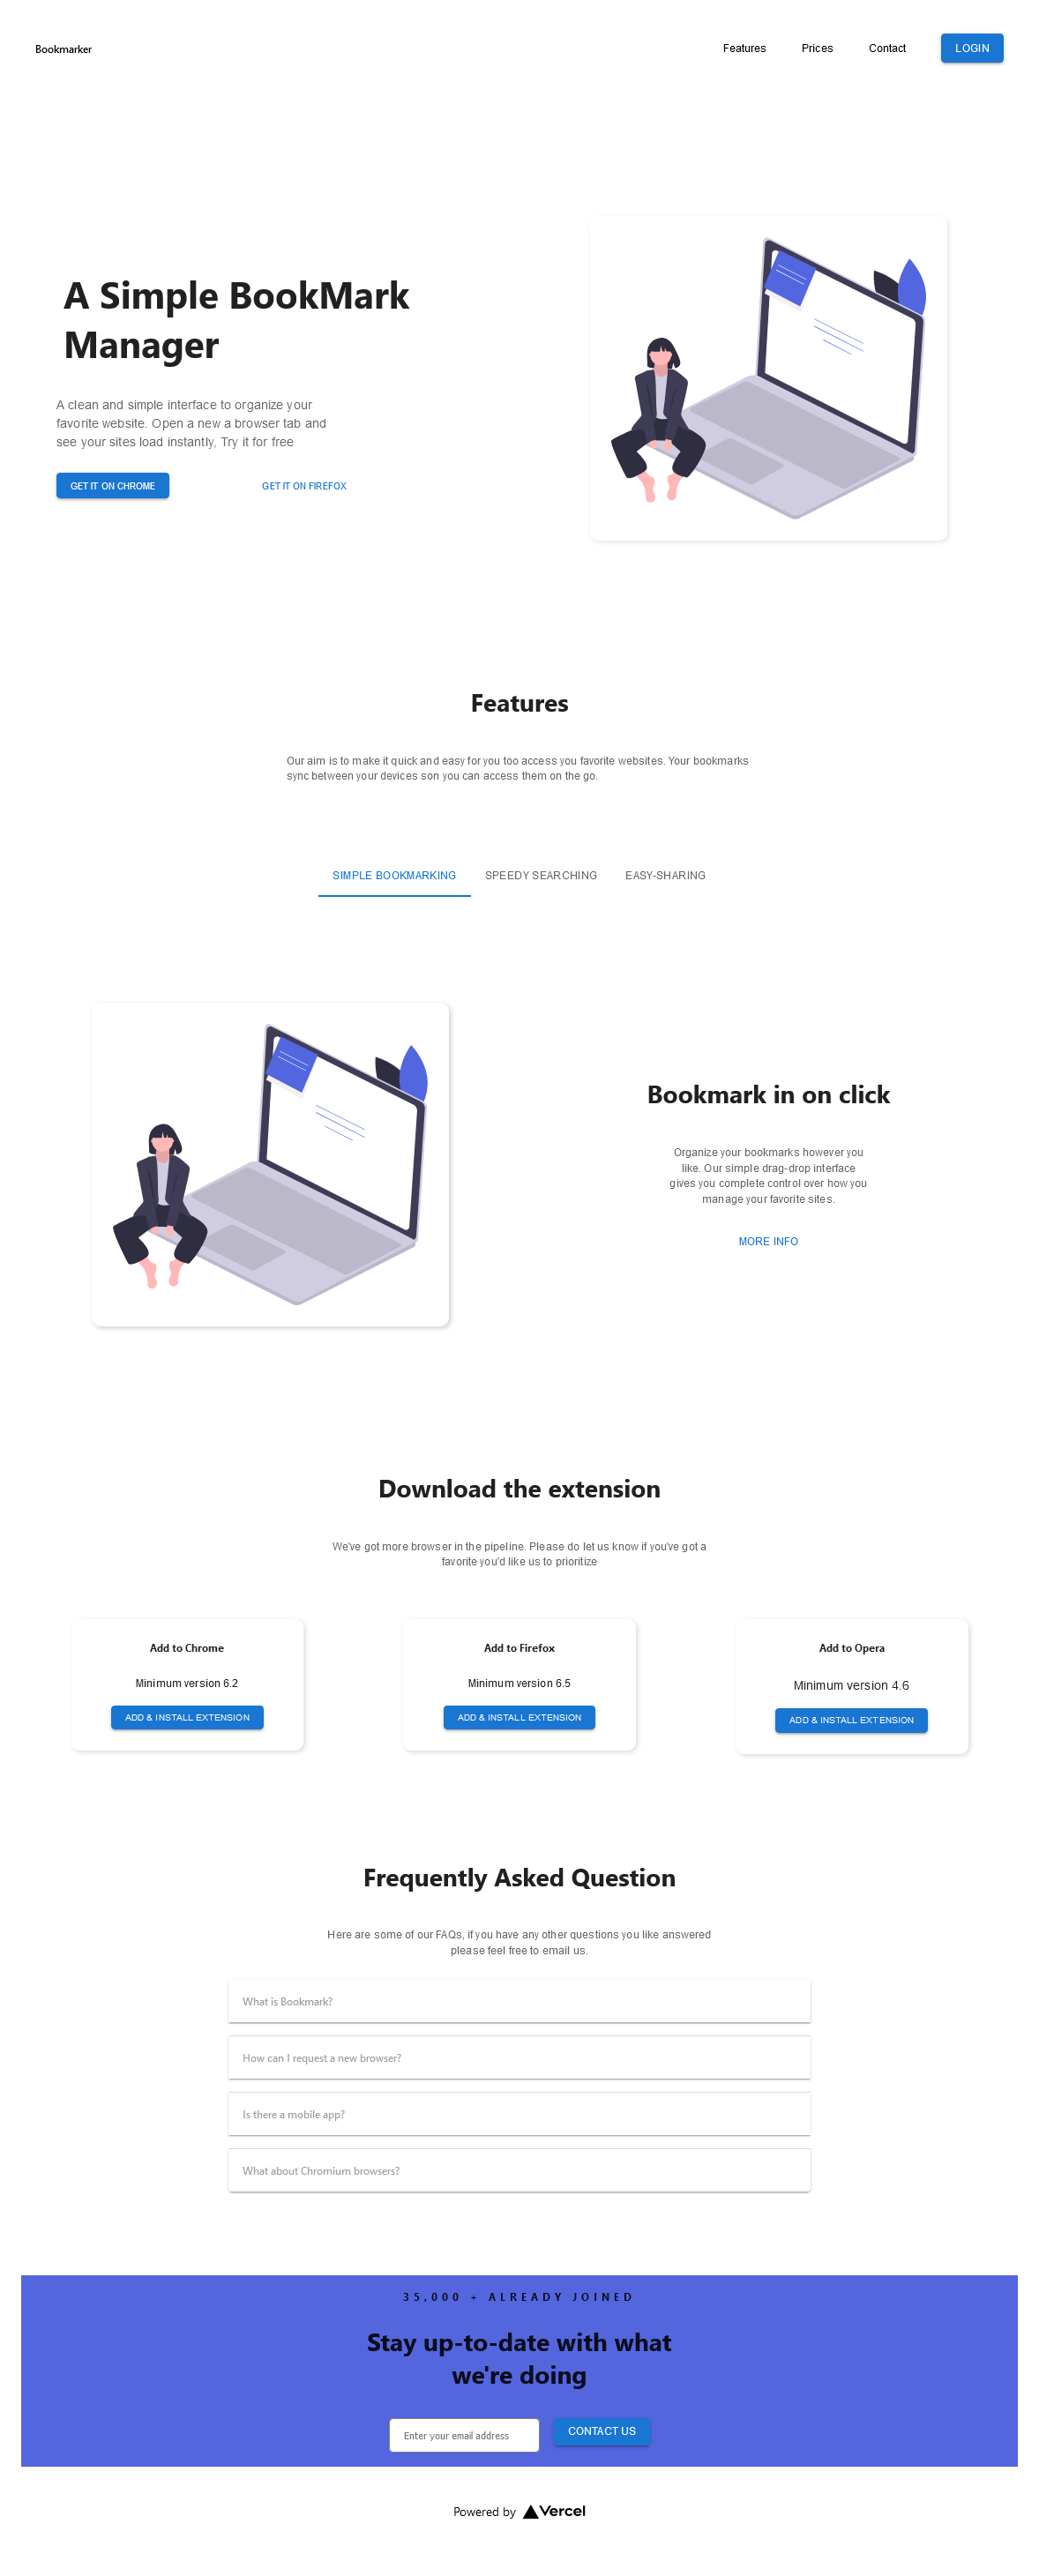 Bookmarker
Features
Prices
Contact
LOGIN
A Simple BookMark
Manager
A clean and simple interface to organize your
favorite website. Open a new a browser tab and
see your sites load instantly, Try it for free
GET IT ON CHROME
GET IT ON FIREFOX
Features
Our aim is to make it quick and easy for you too access you favorite websites. Your bookmarks
sync between your devices son you can access them on the go.
SIMPLE BOOKMARKING
SPEEDY SEARCHING
EASY-SHARING
Bookmark in on click
Organize your bookmarks however you
like. Our simple drag-drop interface
gives you complete control over how you
manage your favorite sites.
MORE INFO
Download the extension
We've got more browser in the pipeline. Please do let us know if you've got a
favorite you'd like us to prioritize
Add to Chrome
Minimum version 6.2
ADD & INSTALL EXTENSION
Add to Firefox
Minimum version 6.5
ADD & INSTALL EXTENSION
Add to Opera
Minimum version 4.6
ADD & INSTALL EXTENSION
Frequently Asked Question
Here are some of our FAQs, if you have any other questions you like answered
please feel free to email us.
What is Bookmark?
How can I request a new browser?
Is there a mobile app?
What about Chromium browsers?
35,000 + ALREADY JOINED
Stay up-to-date with what
we're doing
Enter your email address
CONTACT US
Powered by Vercel